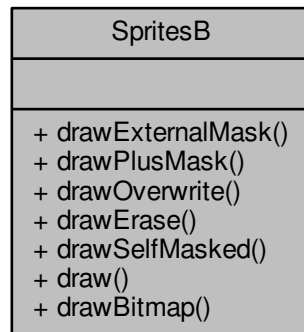 SpritesB
+ drawExternalMask()
+ drawPlusMask()
+ drawOverwrite()
+ drawErase()
+ drawSelfMasked()
+ draw()
+ drawBitmap()